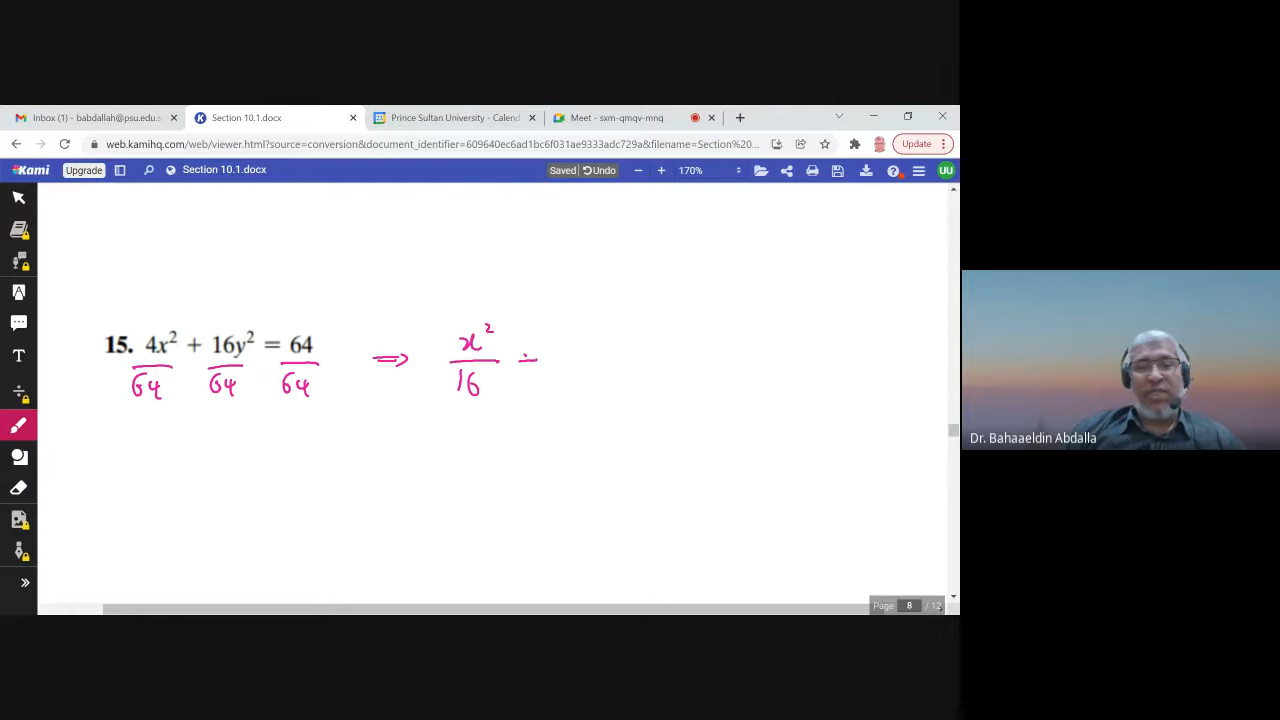 Inbox (1) - babdallah@psu.edu.s
Section 10.1.docx
Prince Sultan University - Calend
Meet - sxm-qmqv-mnq
web.kamihq.com/web/viewer.html?source=conversion&document_identifier=609640ec6ad1bc6f031ae9333adc729a&filename=Section%20...
Update
Kami
Upgrade
Section 10.1.docx
Saved
Undo
170%
UU
15. 4x² + 16y² = 64
64 64 64
⇒ x²/16
Dr. Bahaaeldin Abdalla
Page 8 / 12